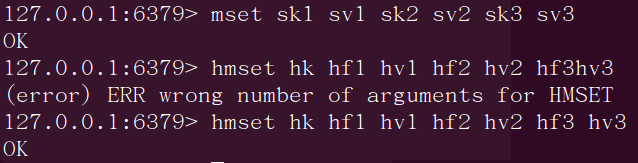 127.0.0.1:6379> mset sk1 sv1 sk2 sv2 sk3 sv3
OK
127.0.0.1:6379> hmset hk hf1 hv1 hf2 hv2 hf3hv3
(error) ERR wrong number of arguments for HMSET
127.0.0.1:6379> hmset hk hf1 hv1 hf2 hv2 hf3 hv3
OK